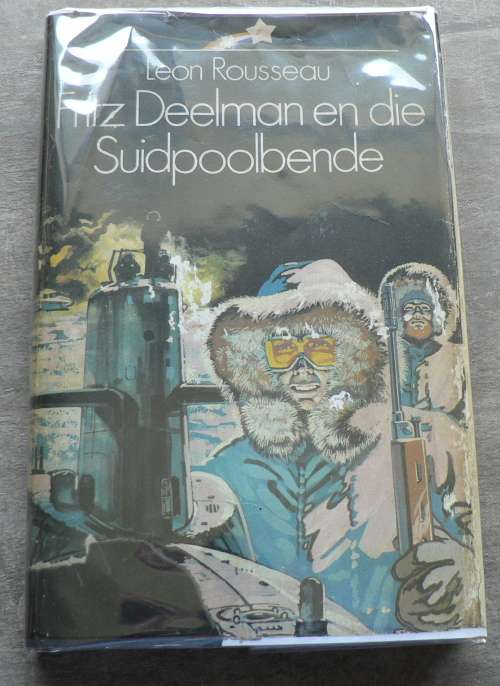 Leon Rousseau
Fritz Deelman en die
Suidpoolbende